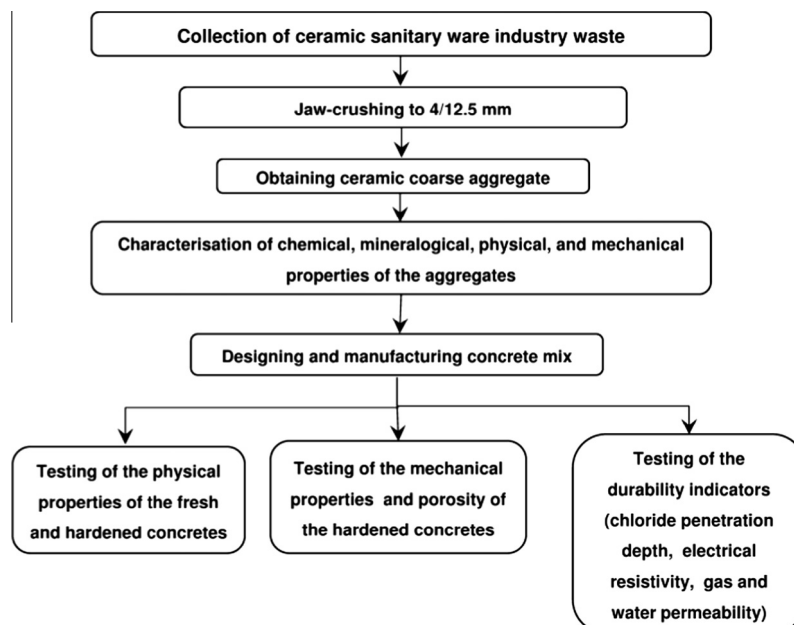 Collection of ceramic sanitary ware industry waste
Jaw-crushing to 4/12.5 mm
Obtaining ceramic coarse aggregate
Characterisation of chemical, mineralogical, physical, and mechanical
properties of the aggregates
Designing and manufacturing concrete mix
Testing of the physical
properties of the fresh
and hardened concretes
Testing of the mechanical
properties and porosity of
the hardened concretes
Testing of the
durability indicators
(chloride penetration
depth, electrical
resistivity, gas and
water permeability)